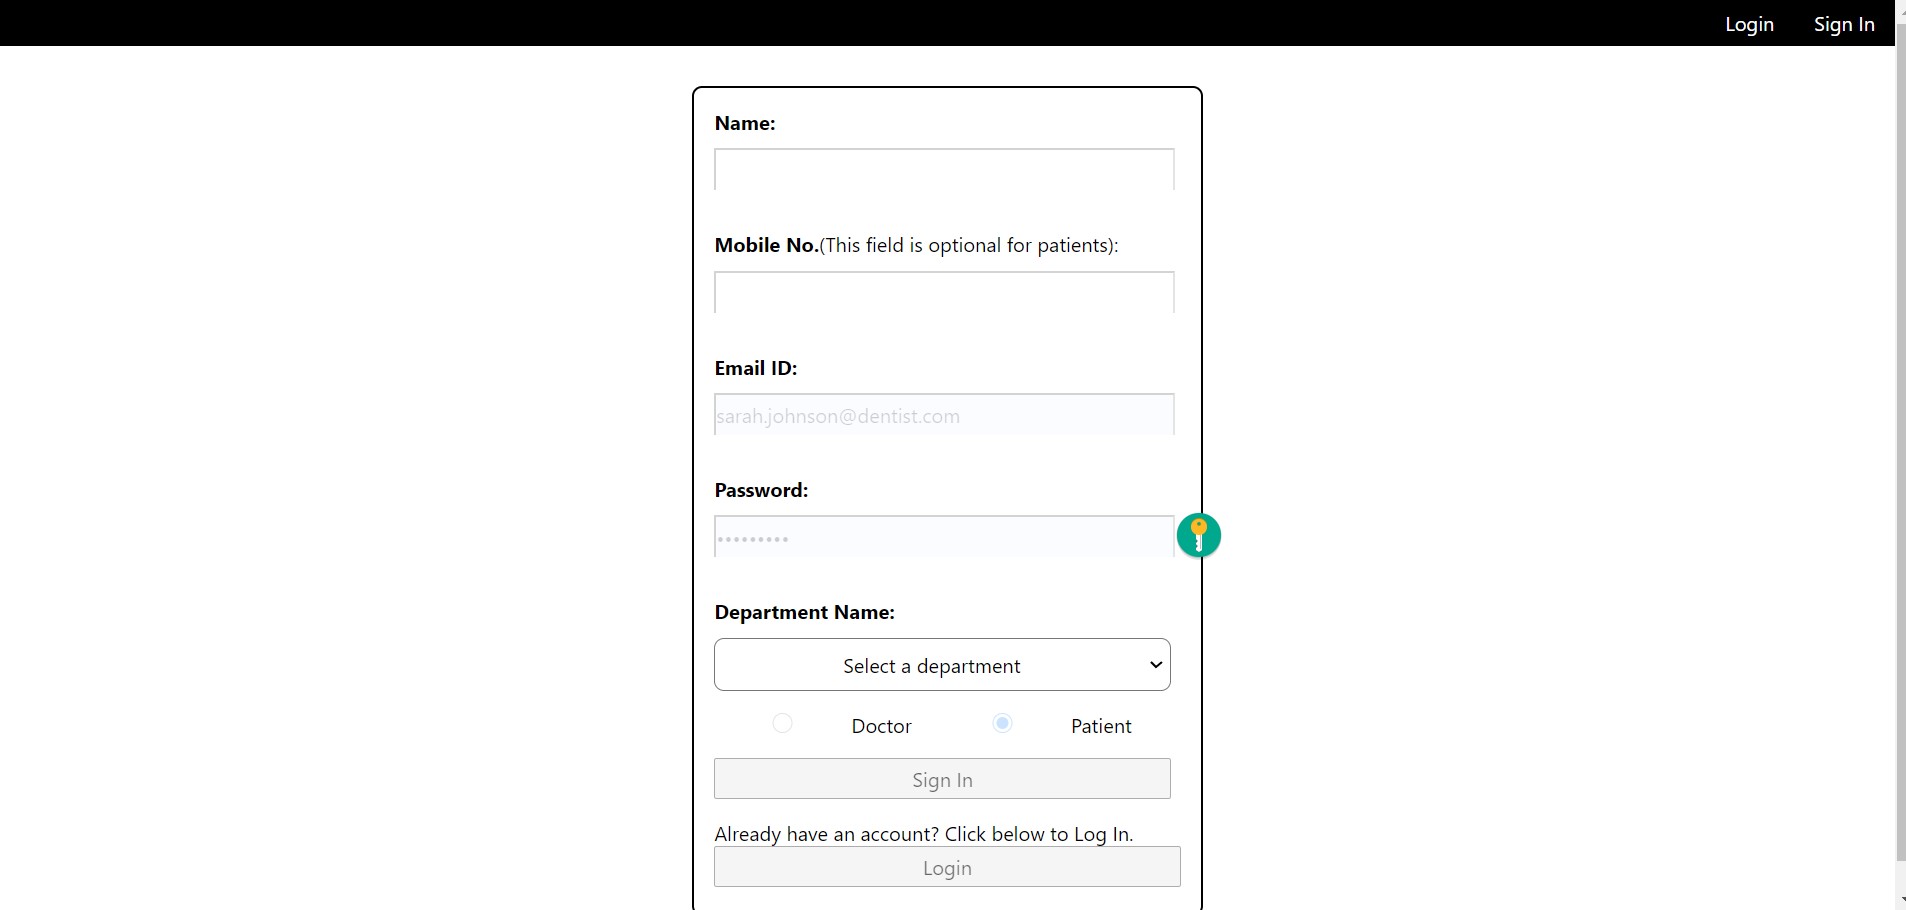 Login Sign In
Name:
Mobile No.(This field is optional for patients):
Email ID:
sarah.johnson@dentist.com
Password:
•••••••••
Department Name:
Select a department
Doctor Patient
Sign In
Already have an account? Click below to Log In.
Login